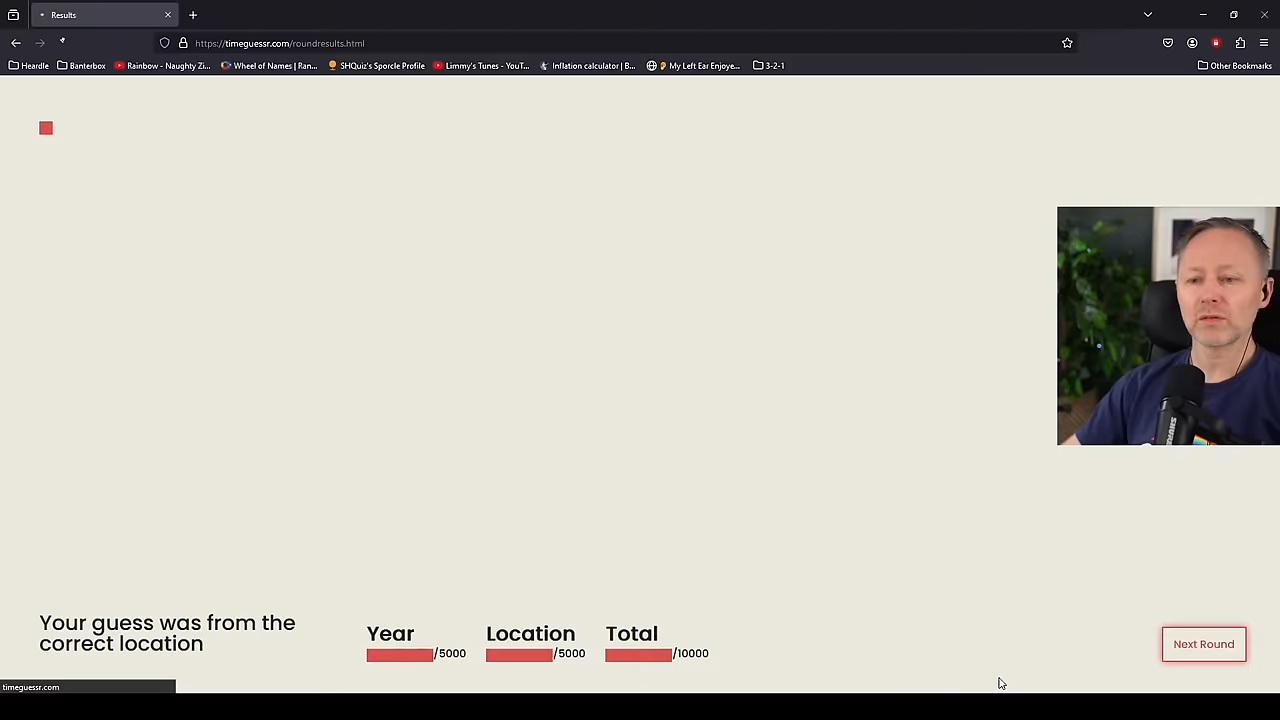 Results
https://timeguessr.com/roundresults.html
Heardle
Banterbox
Rainbow - Naughty Zi...
Wheel of Names | Ran...
SHQuiz's Sporcle Profile
Limmy's Tunes - YouT...
Inflation calculator | B...
My Left Ear Enjoye...
3-2-1
Other Bookmarks
Your guess was from the
correct location
Year
/5000
Location
/5000
Total
/10000
Next Round
timeguessr.com
SHURE